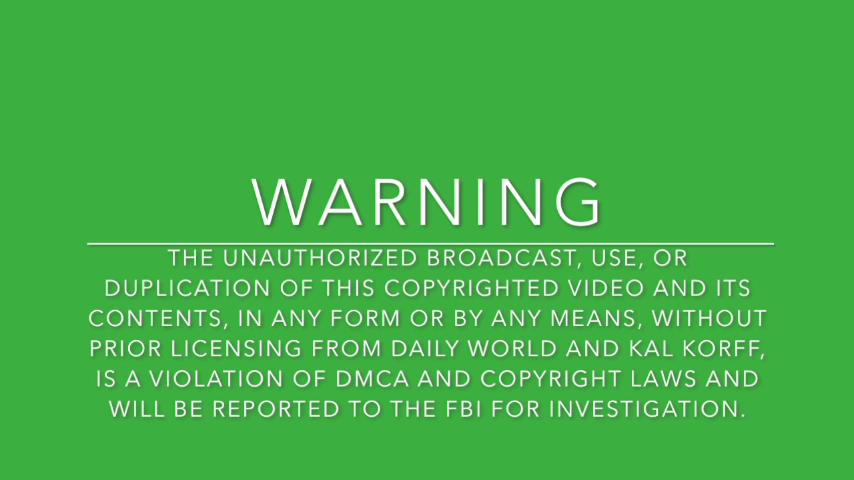 WARNING
THE UNAUTHORIZED BROADCAST, USE, OR
DUPLICATION OF THIS COPYRIGHTED VIDEO AND ITS
CONTENTS, IN ANY FORM OR BY ANY MEANS, WITHOUT
PRIOR LICENSING FROM DAILY WORLD AND KAL KORFF,
IS A VIOLATION OF DMCA AND COPYRIGHT LAWS AND
WILL BE REPORTED TO THE FBI FOR INVESTIGATION.